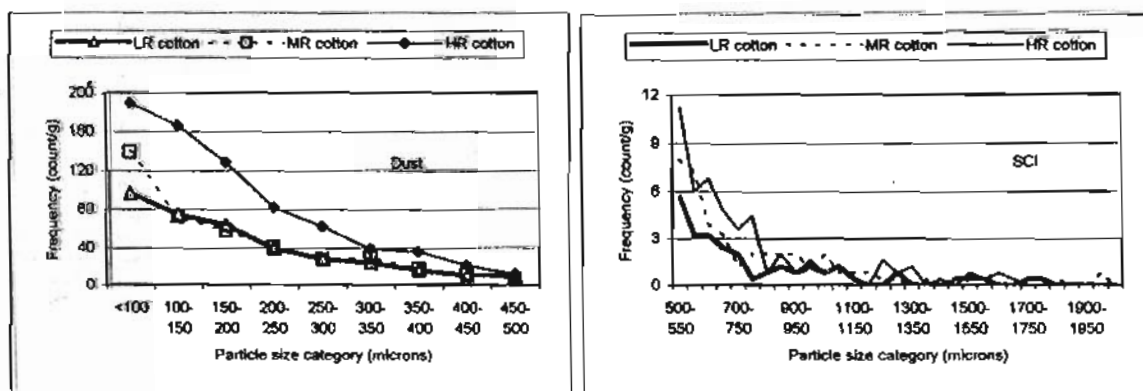 LR cotton MR cotton HR cotton
Frequency (count/g)
200
160
120
80
40
0
Dust
<100 100-150 150-200 200-250 250-300 300-350 350-400 400-450 450-500
Particle size category (microns)
LR cotton MR cotton HR cotton
Frequency (count/g)
12
9
6
3
0
SCI
500-550 700-750 900-950 1100-1150 1300-1350 1500-1550 1700-1750 1900-1950
Particle size category (microns)